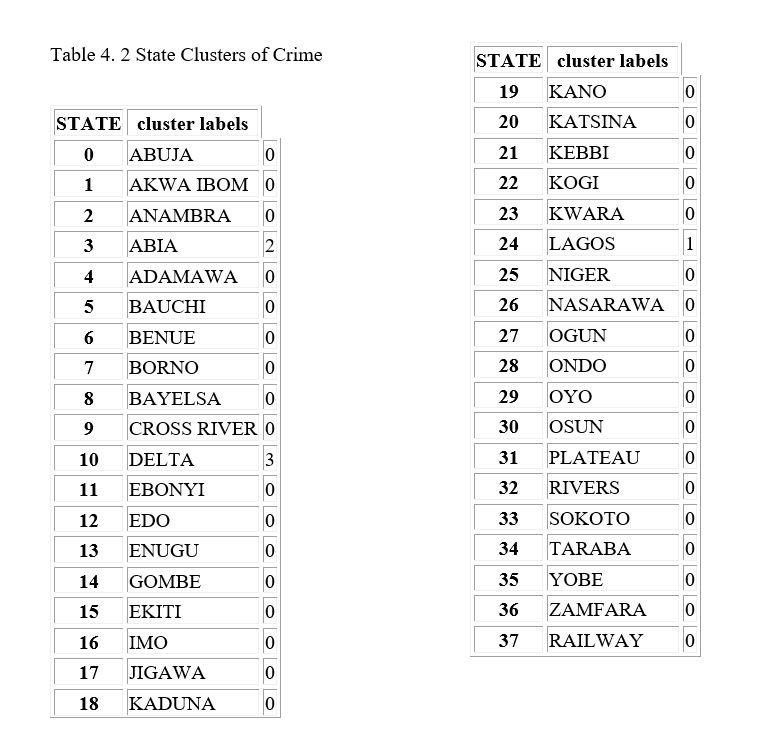 Table 4. 2 State Clusters of Crime
STATE cluster labels
0 ABUJA 0
1 AKWA IBOM 0
2 ANAMBRA 0
3 ABIA 2
4 ADAMAWA 0
5 BAUCHI 0
6 BENUE 0
7 BORNO 0
8 BAYELSA 0
9 CROSS RIVER 0
10 DELTA 3
11 EBONYI 0
12 EDO 0
13 ENUGU 0
14 GOMBE 0
15 EKITI 0
16 IMO 0
17 JIGAWA 0
18 KADUNA 0
STATE cluster labels
19 KANO 0
20 KATSINA 0
21 KEBBI 0
22 KOGI 0
23 KWARA 0
24 LAGOS 1
25 NIGER 0
26 NASARAWA 0
27 OGUN 0
28 ONDO 0
29 OYO 0
30 OSUN 0
31 PLATEAU 0
32 RIVERS 0
33 SOKOTO 0
34 TARABA 0
35 YOBE 0
36 ZAMFARA 0
37 RAILWAY 0